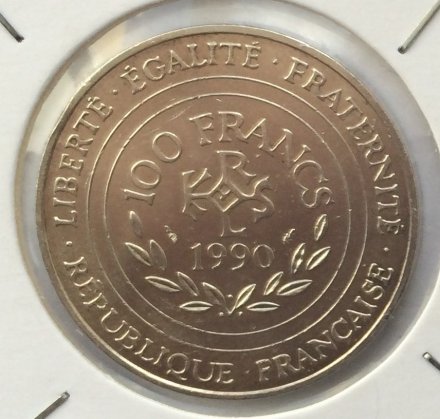 LIBERTÉ · ÉGALITÉ · FRATERNITÉ ·
RÉPUBLIQUE FRANÇAISE ·
100 FRANCS
KRLS
1990